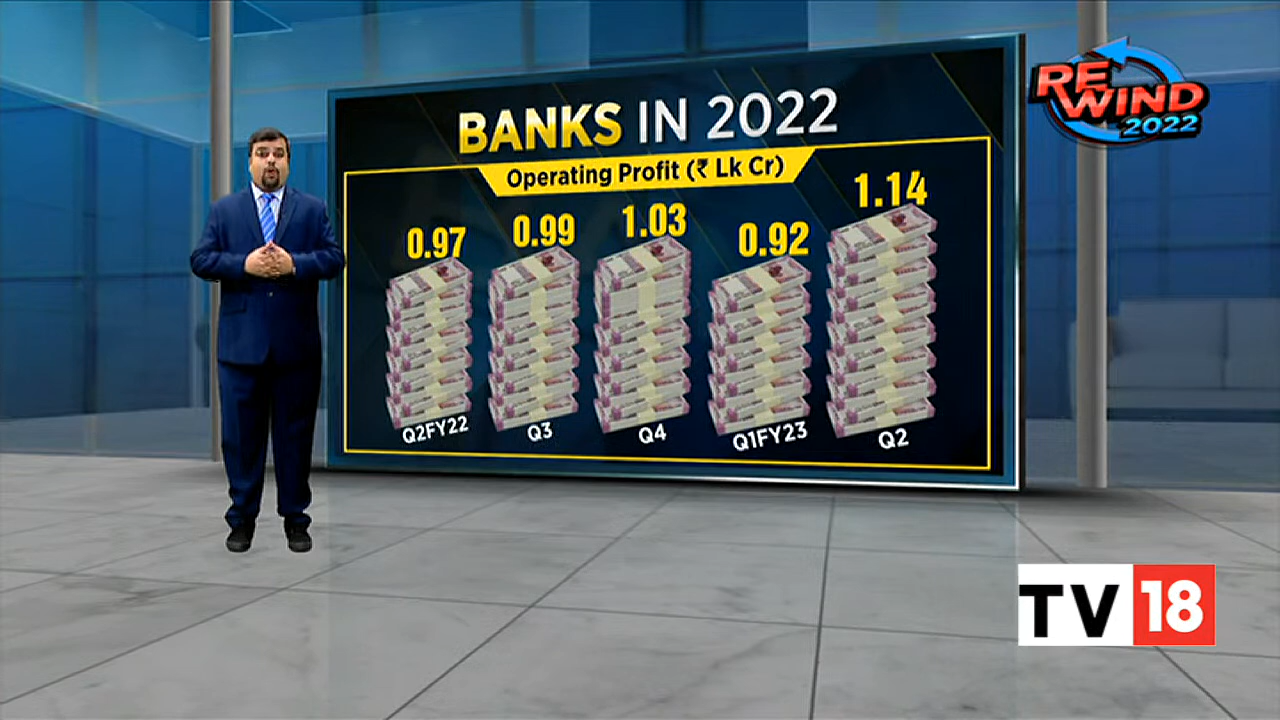 BANKS IN 2022
Operating Profit (₹ Lk Cr)
0.97
0.99
1.03
0.92
1.14
Q2FY22
Q3
Q4
Q1FY23
Q2
REWIND
2022
TV18